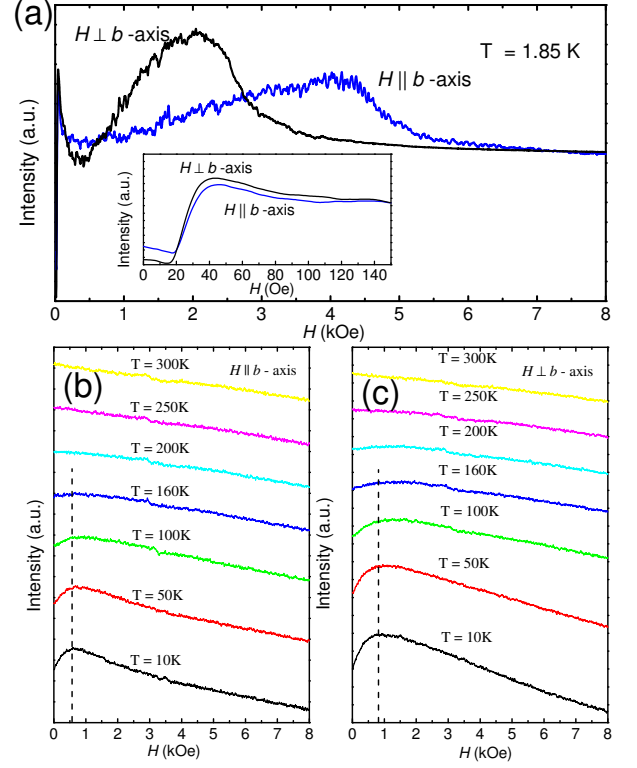 (a)
H ⊥ b -axis
T = 1.85 K
H || b -axis
Intensity (a.u.)
H ⊥ b -axis
H || b -axis
Intensity (a.u.)
0 20 40 60 80 100 120 140
H (Oe)
0 1 2 3 4 5 6 7 8
H (kOe)
(b)
H || b - axis
T = 300K
T = 250K
T = 200K
T = 160K
T = 100K
T = 50K
T = 10K
Intensity (a.u.)
0 1 2 3 4 5 6 7 8
H (kOe)
(c)
H ⊥ b - axis
T = 300K
T = 250K
T = 200K
T = 160K
T = 100K
T = 50K
T = 10K
Intensity (a.u.)
0 1 2 3 4 5 6 7 8
H (kOe)